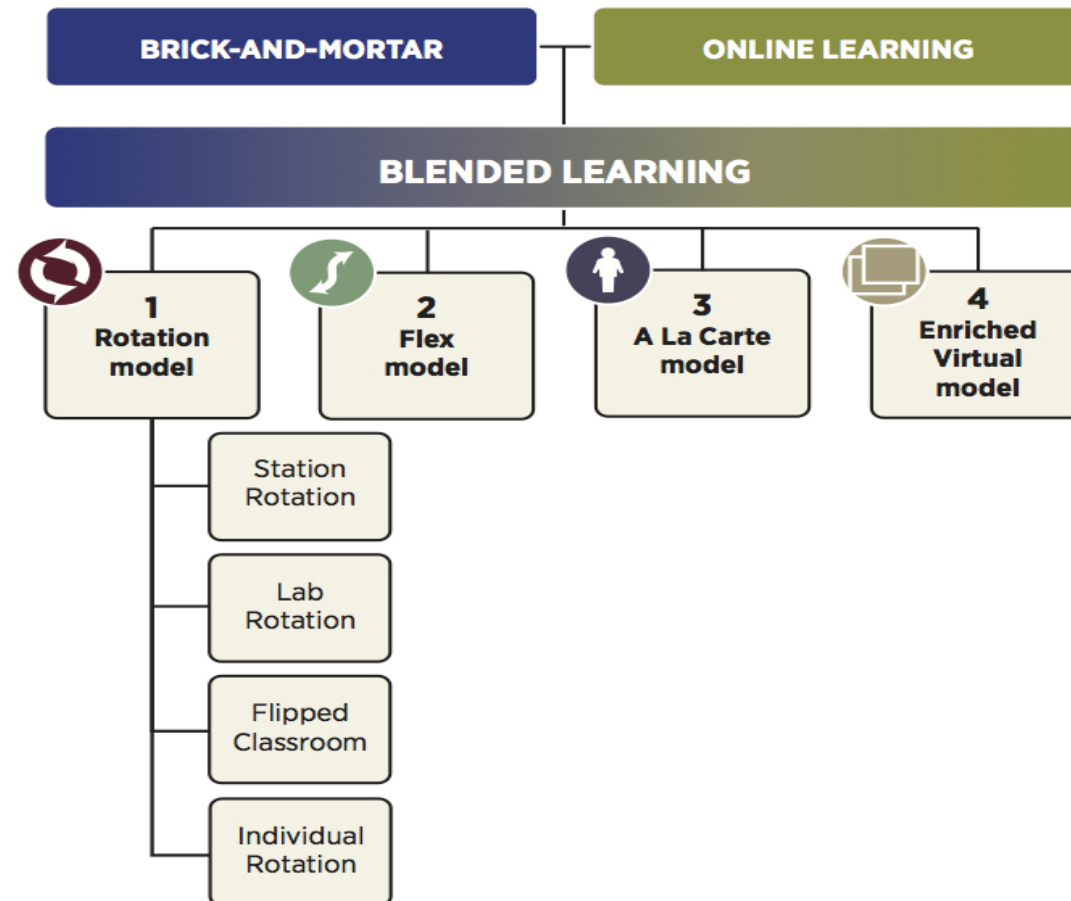 BRICK-AND-MORTAR
ONLINE LEARNING
BLENDED LEARNING
1
Rotation
model
2
Flex
model
3
A La Carte
model
4
Enriched
Virtual
model
Station
Rotation
Lab
Rotation
Flipped
Classroom
Individual
Rotation